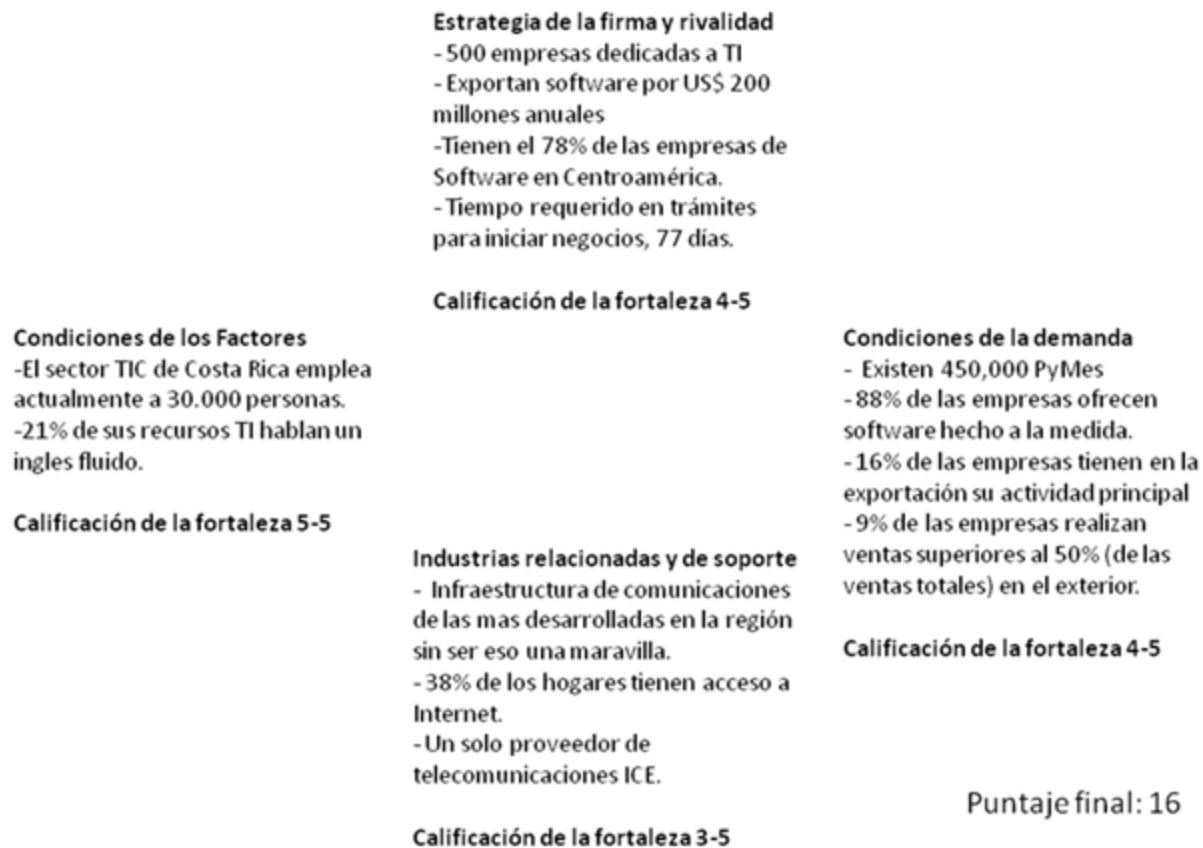 Estrategia de la firma y rivalidad
- 500 empresas dedicadas a TI
- Exportan software por US$ 200
millones anuales
-Tienen el 78% de las empresas de
Software en Centroamérica.
- Tiempo requerido en trámites
para iniciar negocios, 77 días.
Calificación de la fortaleza 4-5
Condiciones de los Factores
-El sector TIC de Costa Rica emplea
actualmente a 30.000 personas.
-21% de sus recursos TI hablan un
ingles fluido.
Calificación de la fortaleza 5-5
Condiciones de la demanda
- Existen 450,000 PyMes
- 88% de las empresas ofrecen
software hecho a la medida.
- 16% de las empresas tienen en la
exportación su actividad principal
- 9% de las empresas realizan
ventas superiores al 50% (de las
ventas totales) en el exterior.
Calificación de la fortaleza 4-5
Industrias relacionadas y de soporte
- Infraestructura de comunicaciones
de las mas desarrolladas en la región
sin ser eso una maravilla.
- 38% de los hogares tienen acceso a
Internet.
- Un solo proveedor de
telecomunicaciones ICE.
Calificación de la fortaleza 3-5
Puntaje final: 16